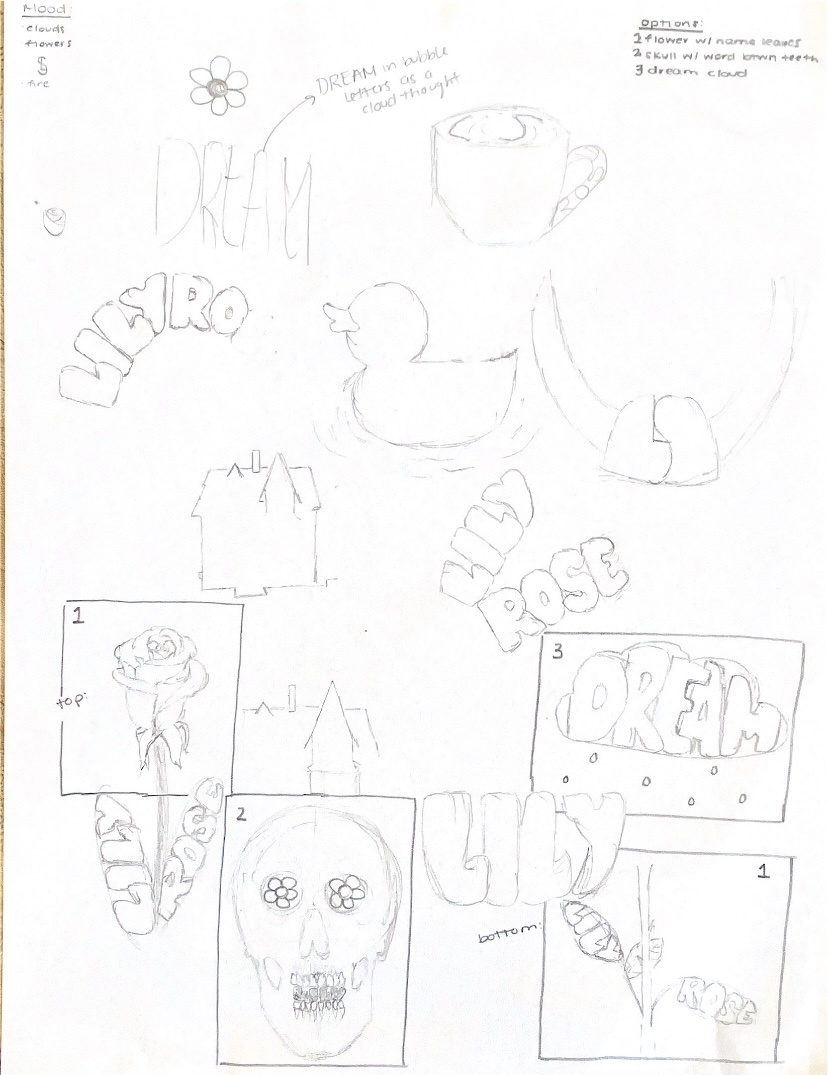 Mood:
clouds
flowers
$
fire
options:
1 flower w/ name leaves
2 skull w/ word btwn teeth
3 dream cloud
DREAM in bubble
letters as a
cloud thought
DREAM
ROSE
LILYRO
LILY
ROSE
1
top:
LILY
ROSE
3
DREAM
2
LILY
bottom:
1
LILY
ROSE